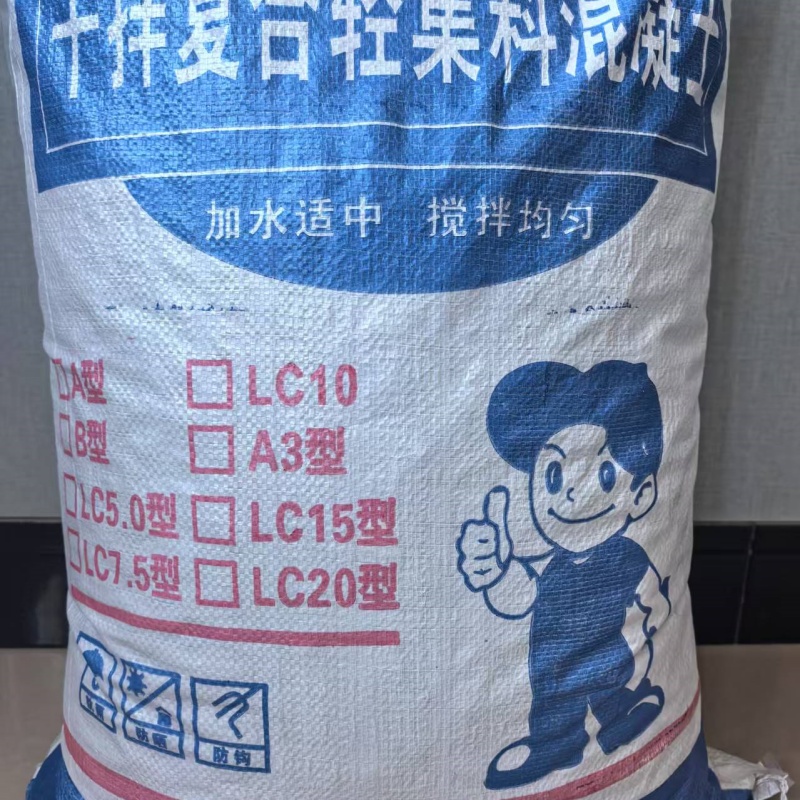 干拌复合轻集料混凝土
加水适中 搅拌均匀
A型 LC10
B型 A3型
LC5.0型 LC15型
LC7.5型 LC20型
防晒 防钩